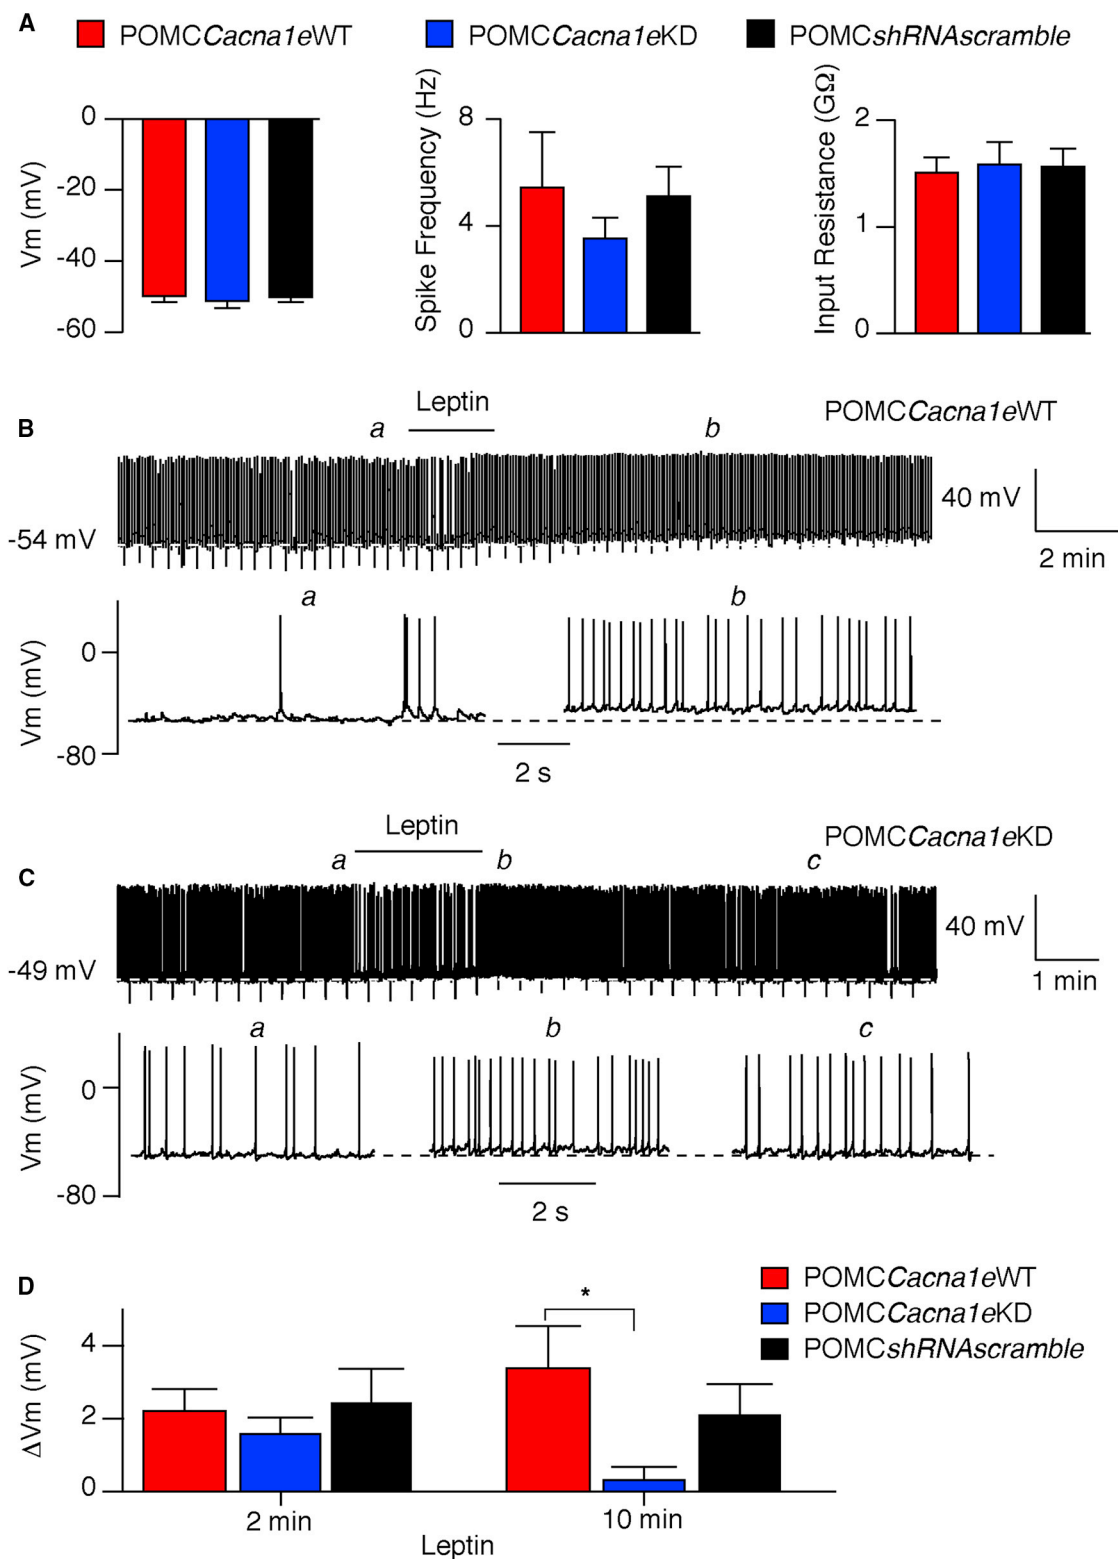 A
POMCCacna1eWT
POMCCacna1eKD
POMCshRNAscramble
Vm (mV)
0
-20
-40
-60
Spike Frequency (Hz)
8
4
0
Input Resistance (GΩ)
2
1
0
B
Leptin
POMCCacna1eWT
a
b
-54 mV
40 mV
2 min
a
b
Vm (mV)
0
-80
2 s
C
Leptin
POMCCacna1eKD
a
b
c
-49 mV
40 mV
1 min
a
b
c
Vm (mV)
0
-80
2 s
D
POMCCacna1eWT
POMCCacna1eKD
POMCshRNAscramble
*
ΔVm (mV)
4
2
0
2 min
10 min
Leptin